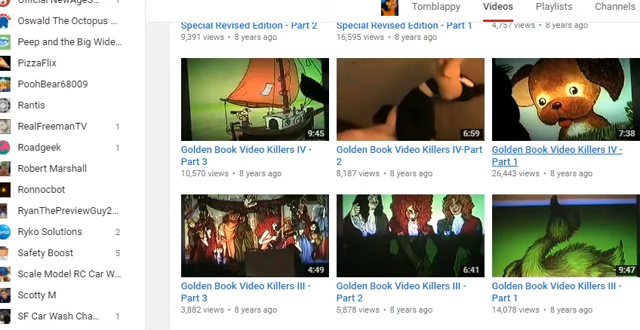 Official NewAgeS...
Oswald The Octopus ...
Peep and the Big Wide...
PizzaFlix
PoohBear68009
Rantis
RealFreemanTV 1
Roadgeek 1
Robert Marshall
Ronnocbot
RyanThePreviewGuy2...
Ryko Solutions 2
Safety Boost 5
Scale Model RC Car W...
Scotty M
SF Car Wash Cha... 1
Tomblappy Videos Playlists Channels
Special Revised Edition - Part 2
9,391 views • 8 years ago
Special Revised Edition - Part 1
16,595 views • 8 years ago
4,757 views • 8 years ago
9:45
Golden Book Video Killers IV -
Part 3
10,570 views • 8 years ago
6:59
Golden Book Video Killers IV-Part
2
8,187 views • 8 years ago
7:38
Golden Book Video Killers IV -
Part 1
26,443 views • 8 years ago
4:49
Golden Book Video Killers III -
Part 3
3,882 views • 8 years ago
6:41
Golden Book Video Killers III -
Part 2
5,878 views • 8 years ago
9:47
Golden Book Video Killers III -
Part 1
14,078 views • 8 years ago